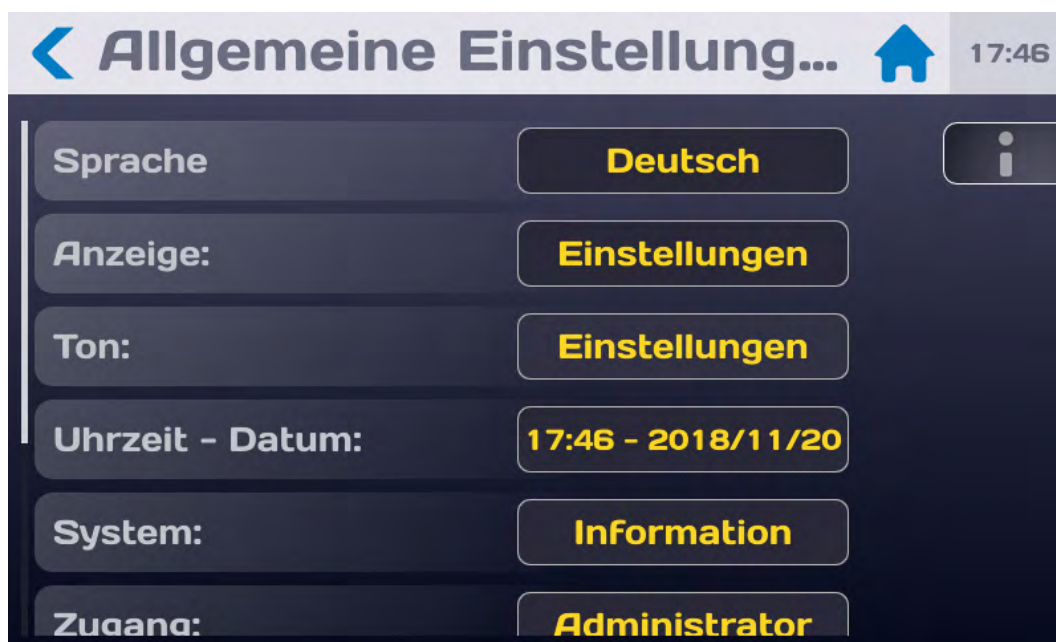 Allgemeine Einstellung... 17:46
Sprache Deutsch
Anzeige: Einstellungen
Ton: Einstellungen
Uhrzeit - Datum: 17:46 - 2018/11/20
System: Information
Zugang: Administrator